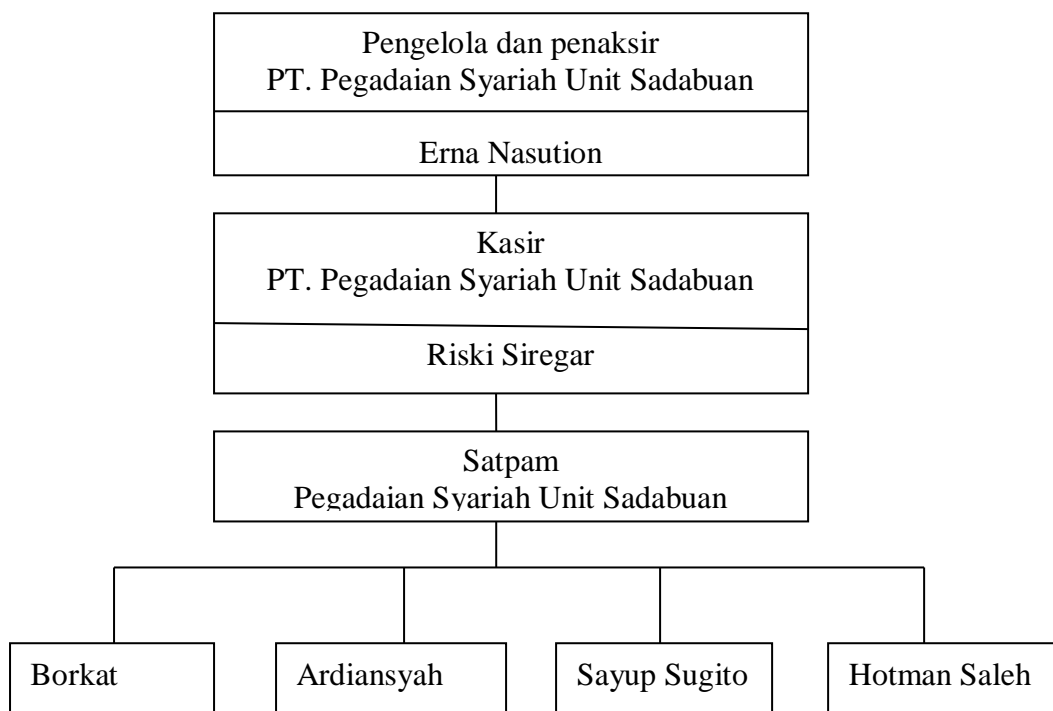 Pengelola dan penaksir
PT. Pegadaian Syariah Unit Sadabuan
Erna Nasution
Kasir
PT. Pegadaian Syariah Unit Sadabuan
Riski Siregar
Satpam
Pegadaian Syariah Unit Sadabuan
Borkat
Ardiansyah
Sayup Sugito
Hotman Saleh